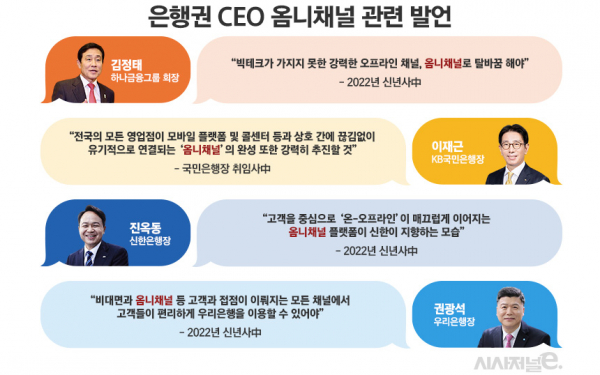 은행권 CEO 옴니채널 관련 발언
김정태
하나금융그룹 회장
“빅테크가 가지지 못한 강력한 오프라인 채널, 옴니채널로 탈바꿈 해야”
- 2022년 신년사中
“전국의 모든 영업점이 모바일 플랫폼 및 콜센터 등과 상호 간에 끊김없이
유기적으로 연결되는 ‘옴니채널’의 완성 또한 강력히 추진할 것”
- 국민은행장 취임사中
이재근
KB국민은행장
진옥동
신한은행장
“고객을 중심으로 ‘온-오프라인’이 매끄럽게 이어지는
옴니채널 플랫폼이 신한이 지향하는 모습”
- 2022년 신년사中
“비대면과 옴니채널 등 고객과 접점이 이뤄지는 모든 채널에서
고객들이 편리하게 우리은행을 이용할 수 있어야”
- 2022년 신년사中
권광석
우리은행장
시사저널e.